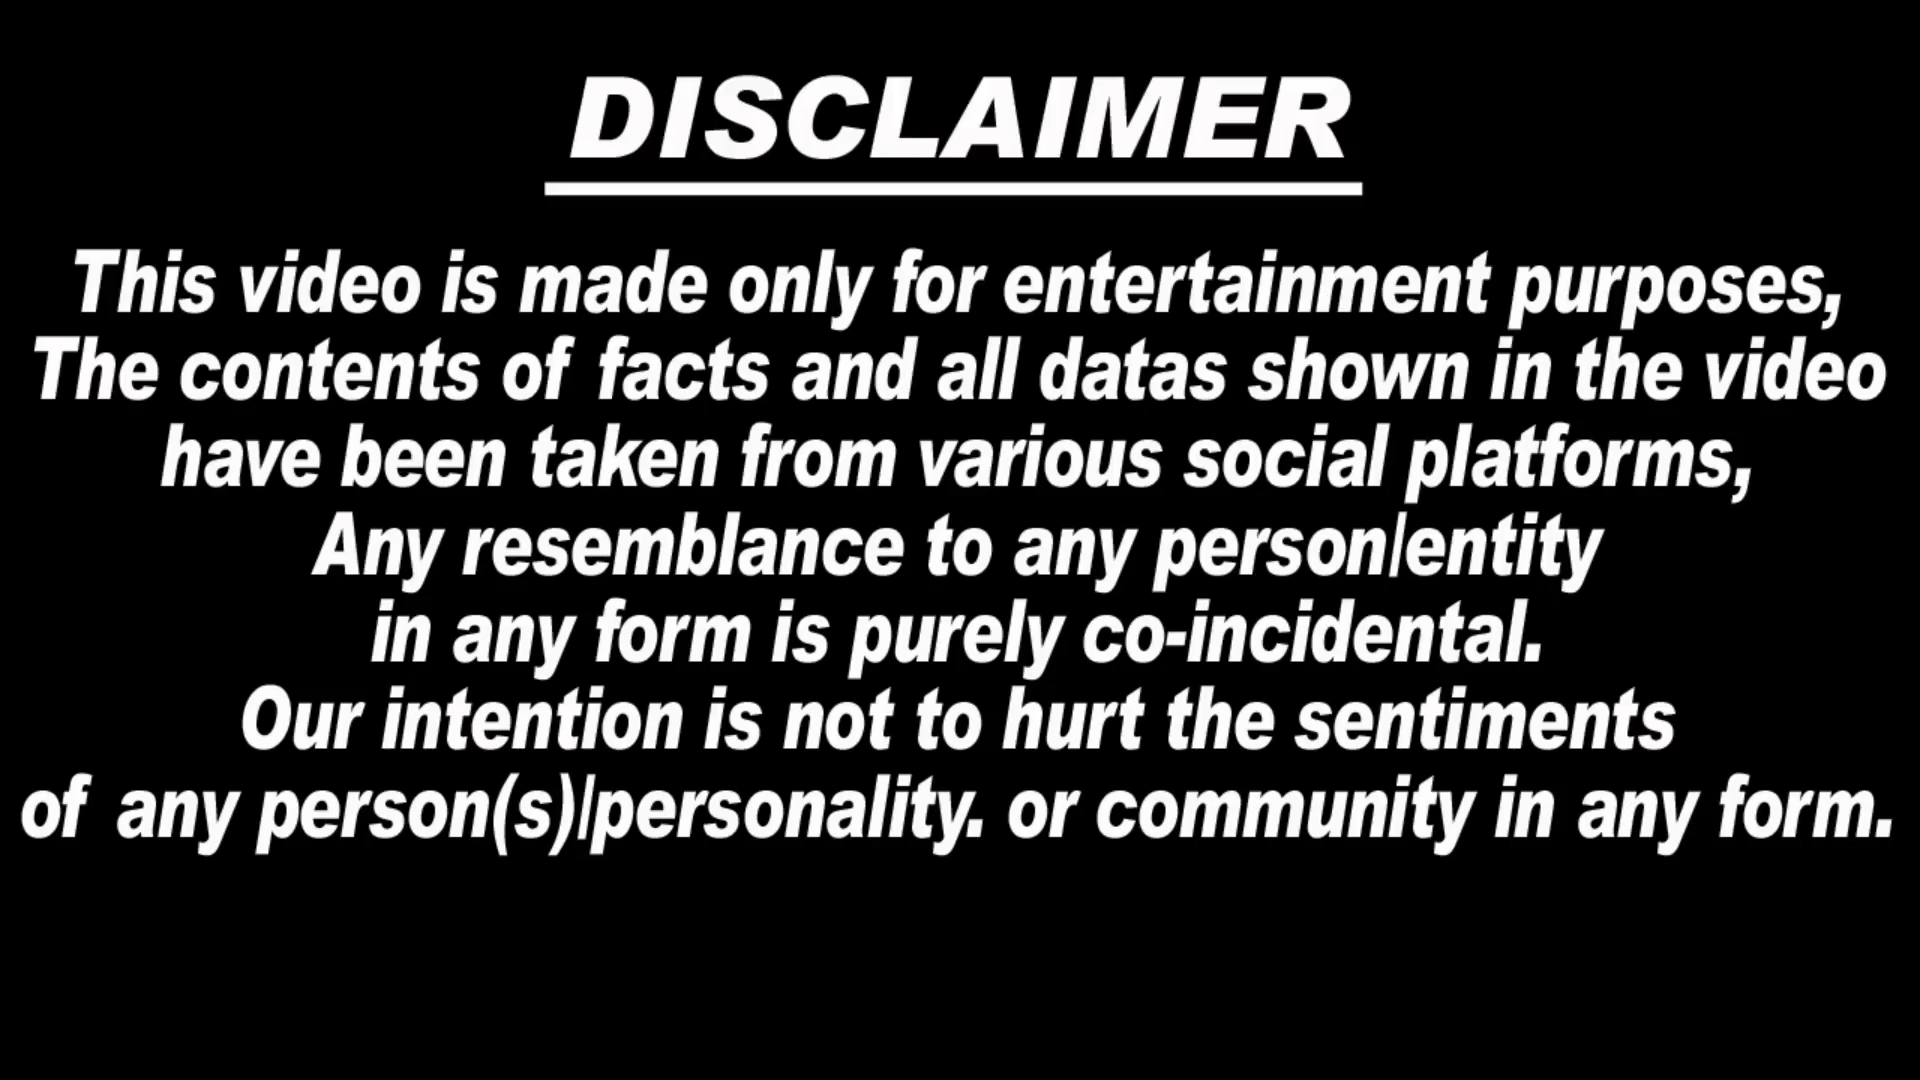 DISCLAIMER
This video is made only for entertainment purposes,
The contents of facts and all datas shown in the video
have been taken from various social platforms,
Any resemblance to any person/entity
in any form is purely co-incidental.
Our intention is not to hurt the sentiments
of any person(s)/personality. or community in any form.